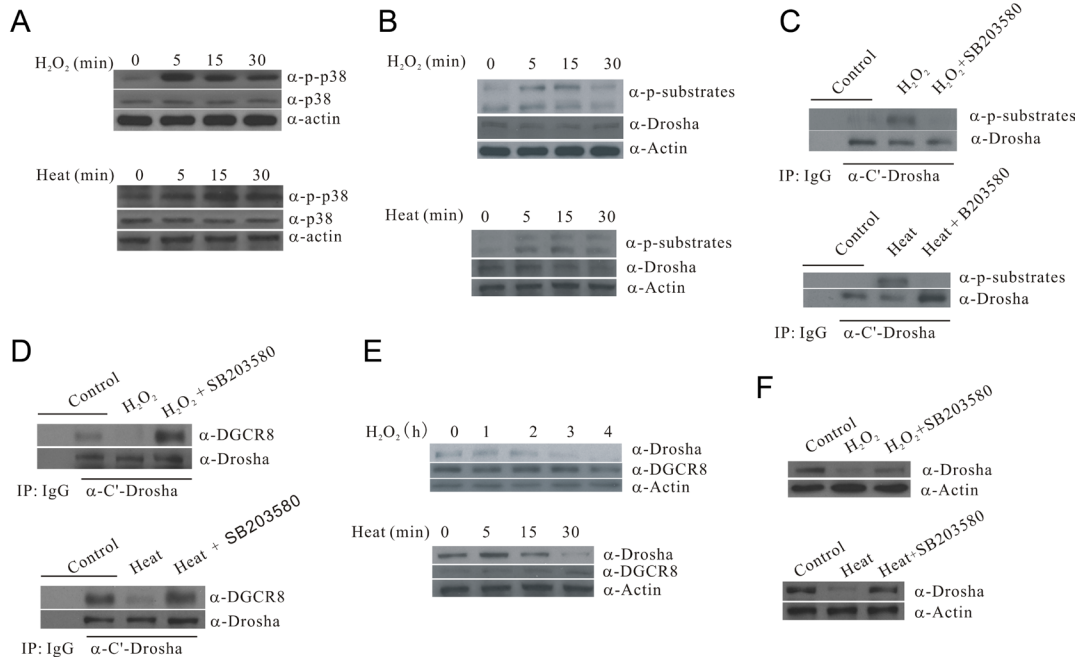 A
H₂O₂ (min) 0 5 15 30
α-p-p38
α-p38
α-actin
Heat (min) 0 5 15 30
α-p-p38
α-p38
α-actin
B
H₂O₂ (min) 0 5 15 30
α-p-substrates
α-Drosha
α-Actin
Heat (min) 0 5 15 30
α-p-substrates
α-Drosha
α-Actin
C
Control H₂O₂ H₂O₂+SB203580
α-p-substrates
α-Drosha
IP: IgG α-C'-Drosha
Control Heat Heat + B203580
α-p-substrates
α-Drosha
IP: IgG α-C'-Drosha
D
Control H₂O₂ H₂O₂ + SB203580
α-DGCR8
α-Drosha
IP: IgG α-C'-Drosha
Control Heat Heat + SB203580
α-DGCR8
α-Drosha
IP: IgG α-C'-Drosha
E
H₂O₂ (h) 0 1 2 3 4
α-Drosha
α-DGCR8
α-Actin
Heat (min) 0 5 15 30
α-Drosha
α-DGCR8
α-Actin
F
Control H₂O₂ H₂O₂+SB203580
α-Drosha
α-Actin
Control Heat Heat+SB203580
α-Drosha
α-Actin